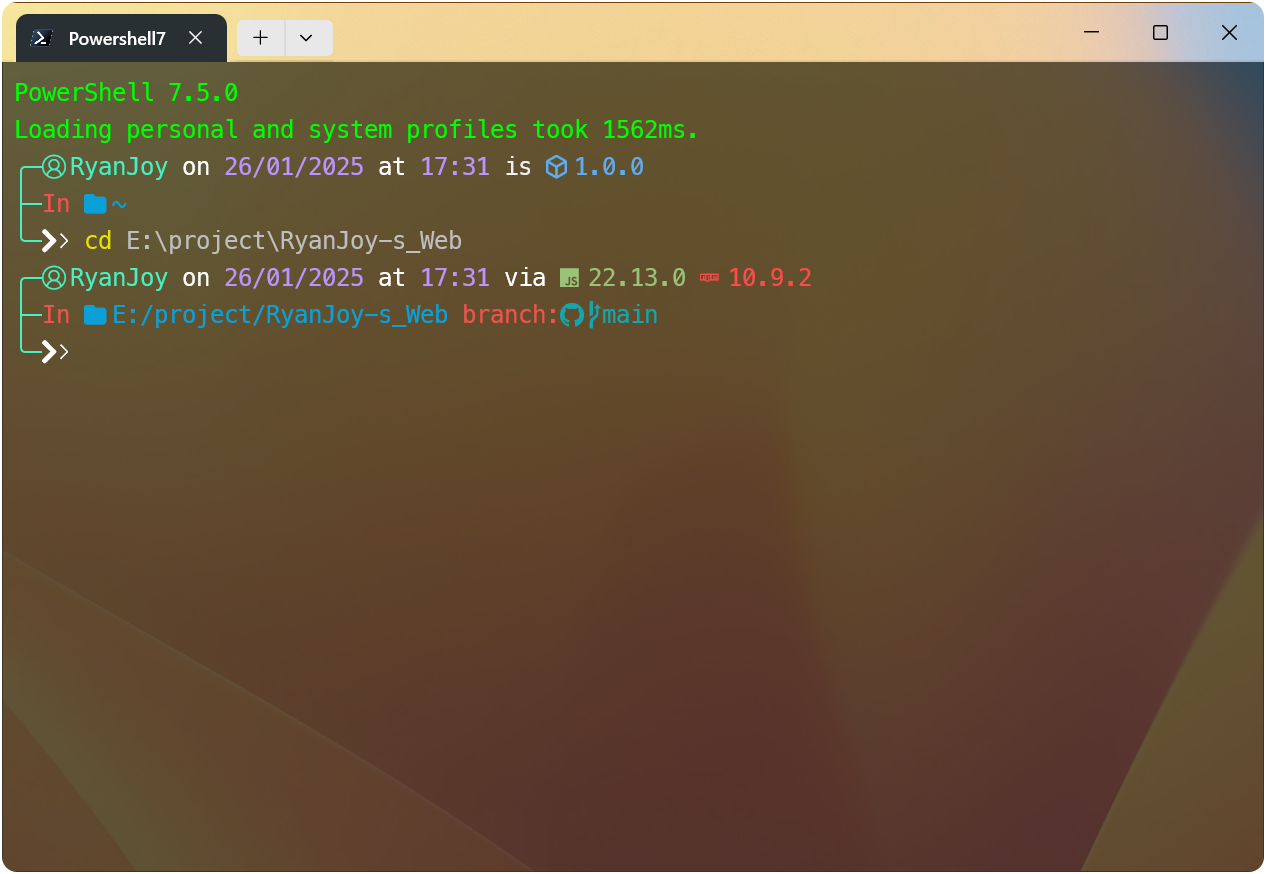 Powershell7
PowerShell 7.5.0
Loading personal and system profiles took 1562ms.
RyanJoy on 26/01/2025 at 17:31 is 1.0.0
In ~
cd E:\project\RyanJoy-s_Web
RyanJoy on 26/01/2025 at 17:31 via JS 22.13.0 npm 10.9.2
In E:/project/RyanJoy-s_Web branch:main